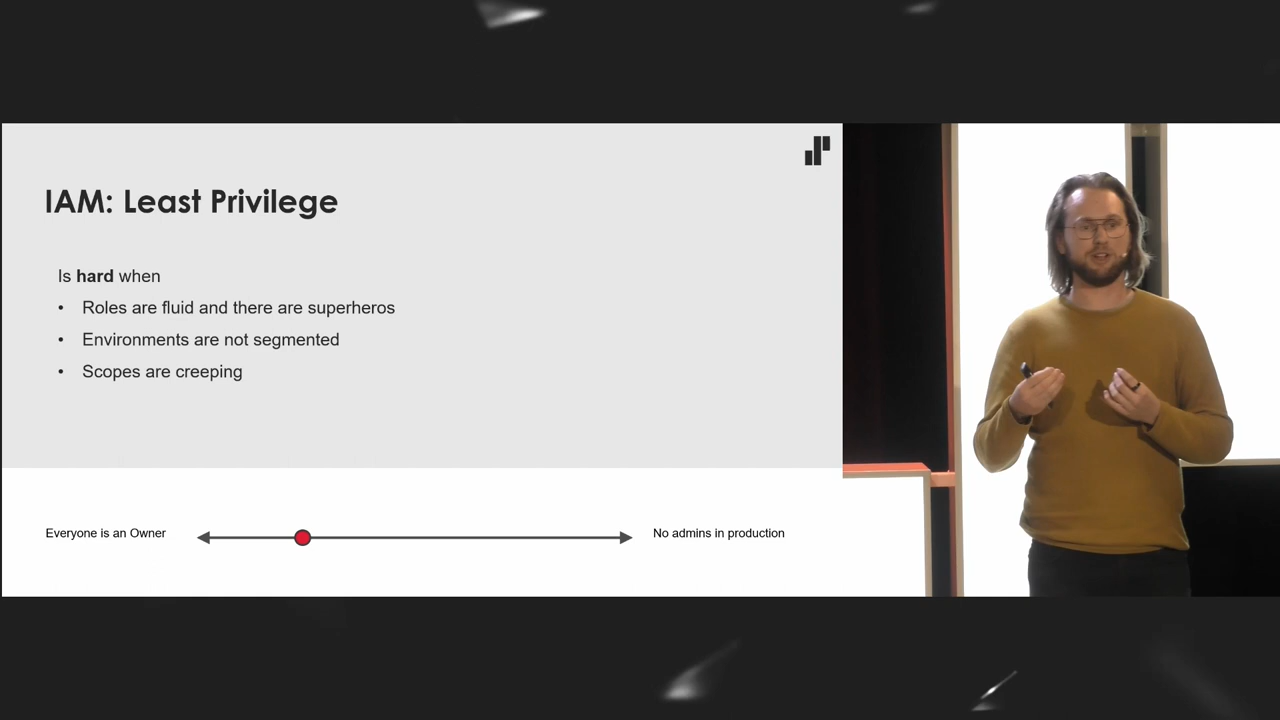 IAM: Least Privilege
Is hard when
• Roles are fluid and there are superheros
• Environments are not segmented
• Scopes are creeping
Everyone is an Owner
No admins in production